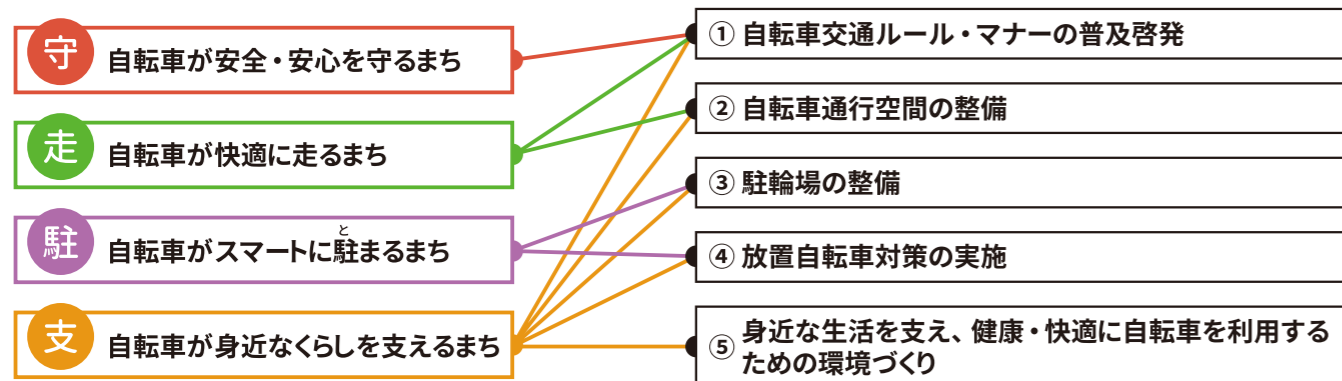 守 自転車が安全・安心を守るまち
走 自転車が快適に走るまち
と
駐 自転車がスマートに駐まるまち
支 自転車が身近なくらしを支えるまち
① 自転車交通ルール・マナーの普及啓発
② 自転車通行空間の整備
③ 駐輪場の整備
④ 放置自転車対策の実施
⑤ 身近な生活を支え、健康・快適に自転車を利用する
ための環境づくり